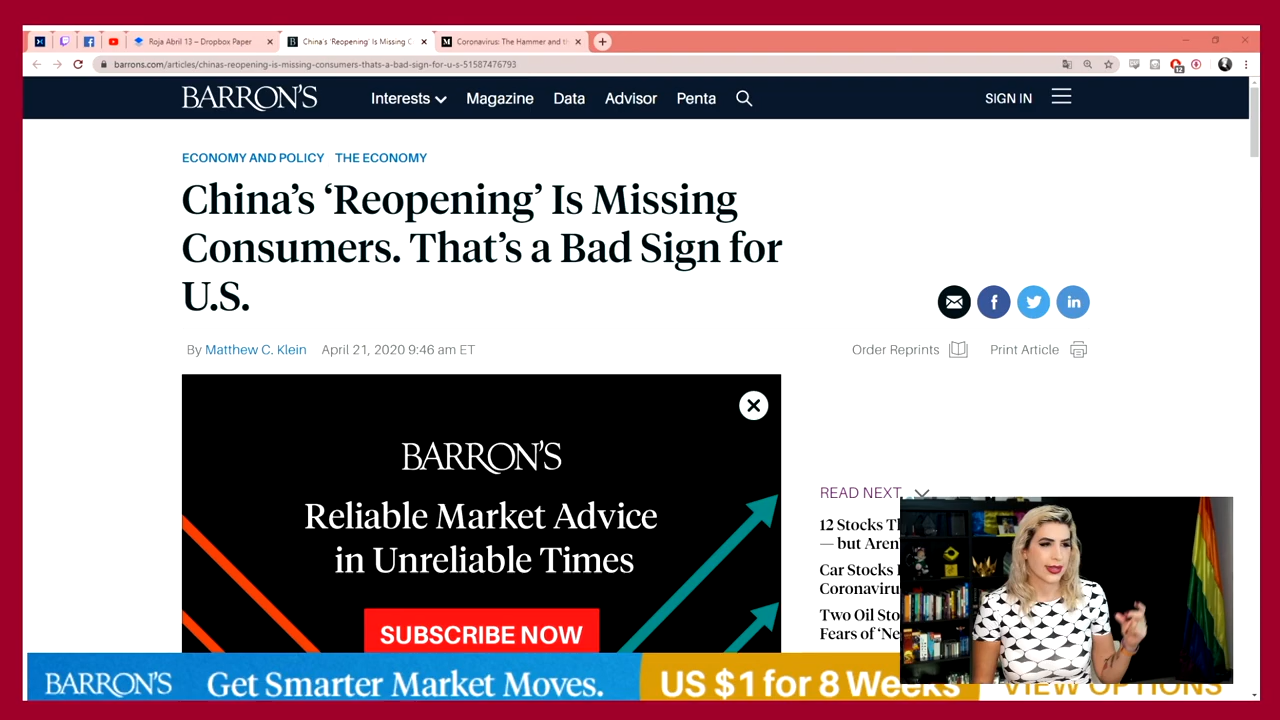 Roja Abril 13 – Dropbox Paper
China's 'Reopening' Is Missing C
Coronavirus: The Hammer and th
barrons.com/articles/chinas-reopening-is-missing-consumers-thats-a-bad-sign-for-u-s-51587476793
12
BARRON'S
Interests
Magazine
Data
Advisor
Penta
SIGN IN
ECONOMY AND POLICY THE ECONOMY
China's 'Reopening' Is Missing
Consumers. That's a Bad Sign for
U.S.
By Matthew C. Klein April 21, 2020 9:46 am ET
Order Reprints
Print Article
BARRON'S
Reliable Market Advice
in Unreliable Times
SUBSCRIBE NOW
READ NEXT
12 Stocks
— but
Car Stocks
Two Oil
Fears of
BARRON'S Get Smarter Market Moves.
US $1 for 8 Weeks
VIEW OPTIONS